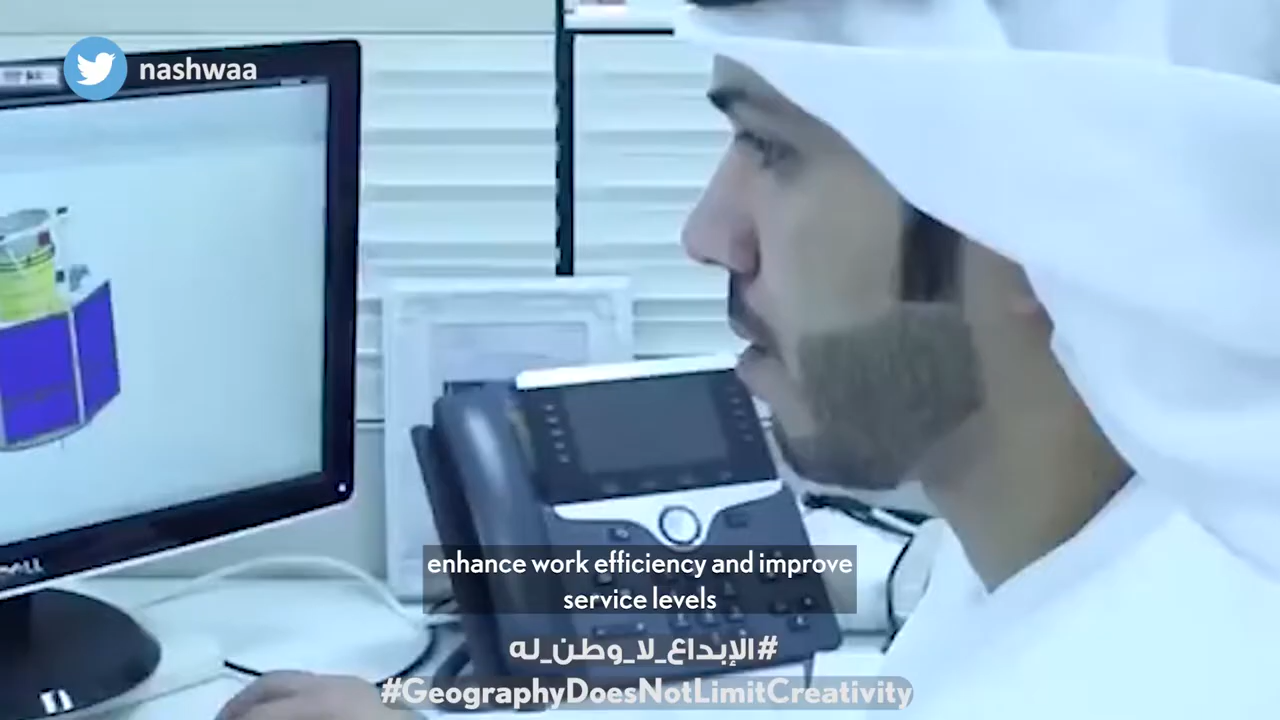 nashwaa
enhance work efficiency and improve
service levels
#الإبداع_لا_وطن_له
#GeographyDoesNotLimitCreativity